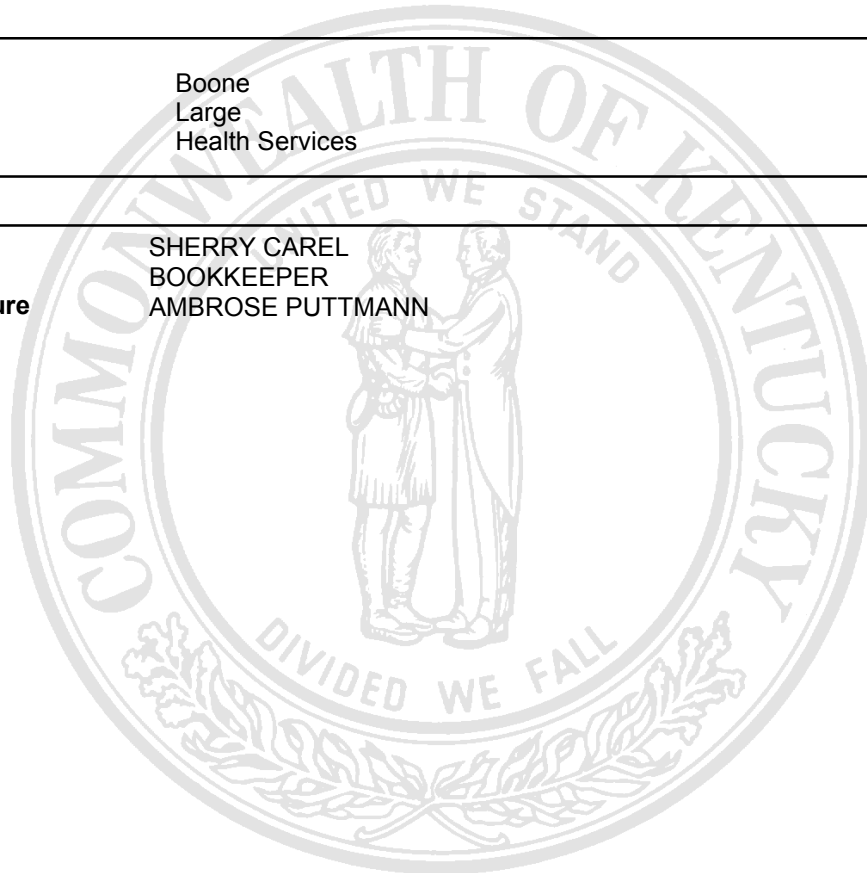 Boone
Large
Health Services
SHERRY CAREL
BOOKKEEPER
ure AMBROSE PUTTMANN
COMMONWEALTH OF KENTUCKY
UNITED WE STAND
DIVIDED WE FALL